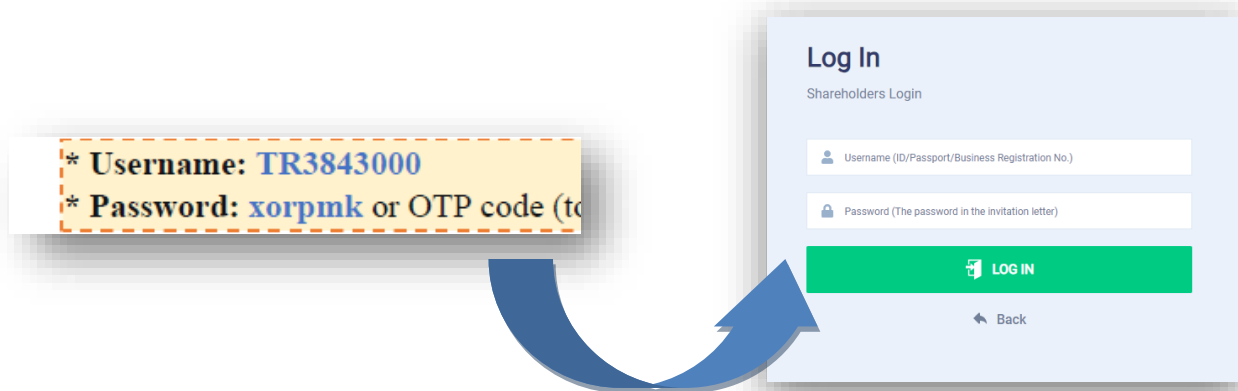 * Username: TR3843000
* Password: xorpmk or OTP code (to
Log In
Shareholders Login
Username (ID/Passport/Business Registration No.)
Password (The password in the invitation letter)
LOG IN
Back